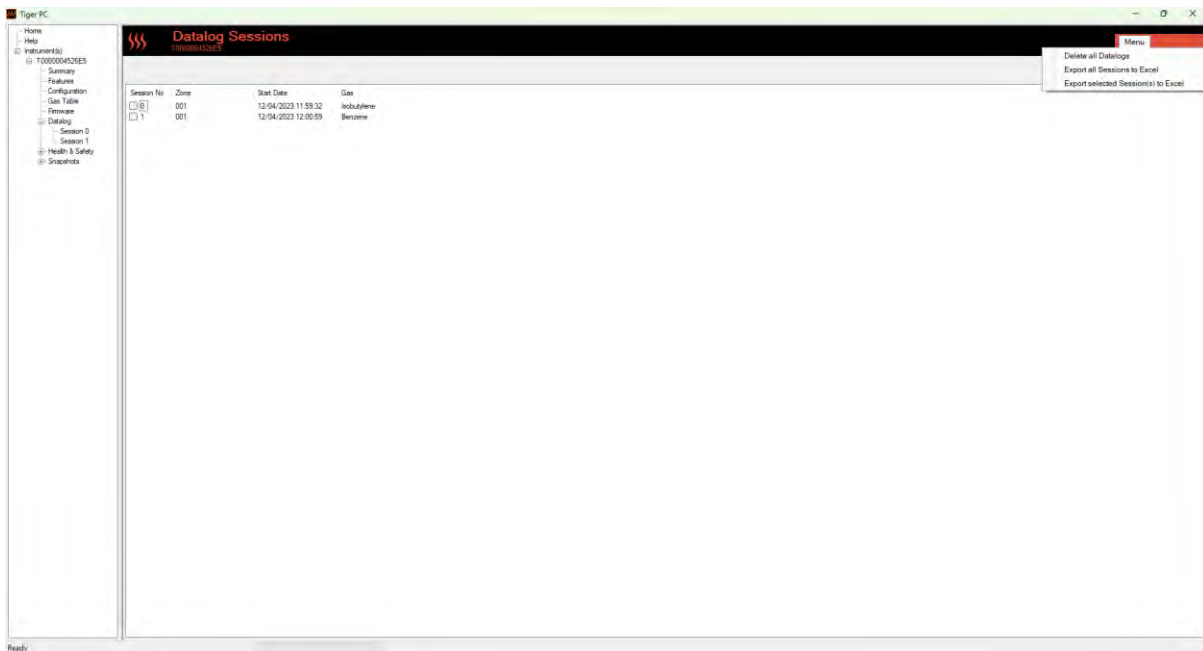 Tiger PC
Home
Help
Instrument(s)
T0000004526E5
Summary
Features
Configuration
Gas Table
Firmware
Datalog
Session 0
Session 1
Health & Safety
Snapshots
Datalog Sessions
T0000004526E5
Menu
Delete all Datalogs
Export all Sessions to Excel
Export selected Session(s) to Excel
Session No Zone Start Date Gas
0 001 12/04/2023 11:59:32 Isobutylene
1 001 12/04/2023 12:00:59 Benzene
Ready